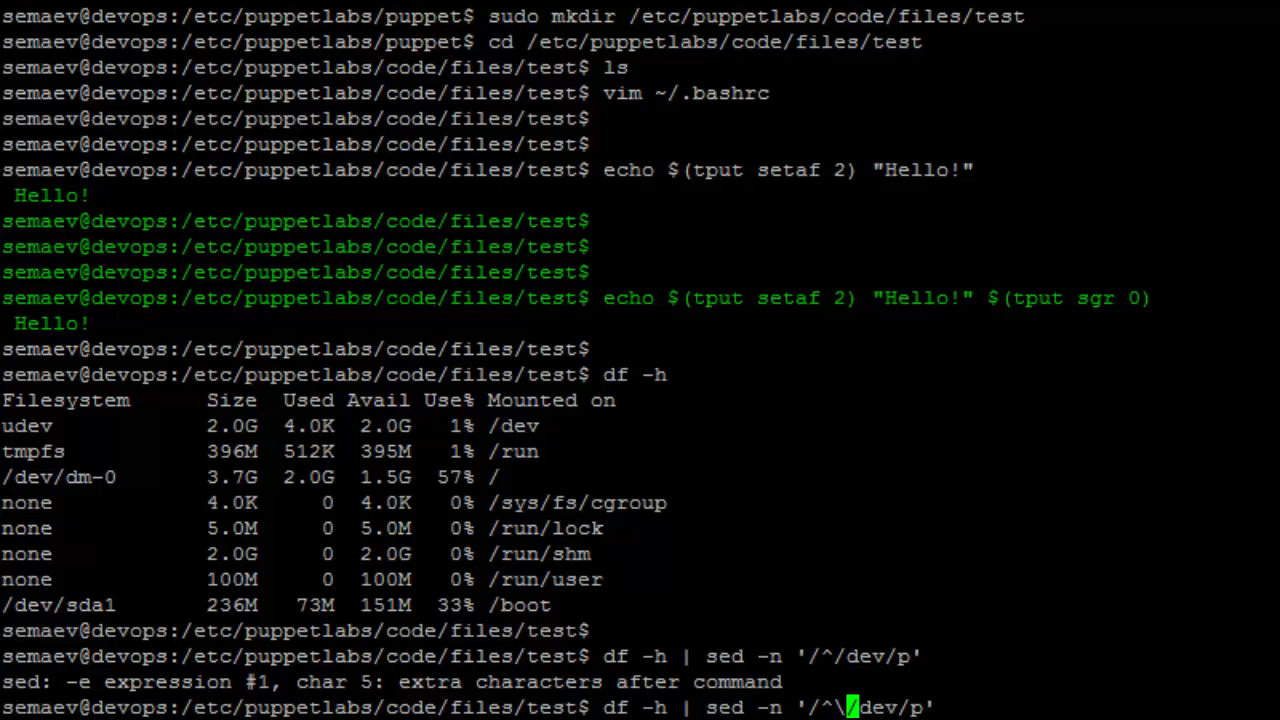 semaev@devops:/etc/puppetlabs/puppet$ sudo mkdir /etc/puppetlabs/code/files/test
semaev@devops:/etc/puppetlabs/puppet$ cd /etc/puppetlabs/code/files/test
semaev@devops:/etc/puppetlabs/code/files/test$ ls
semaev@devops:/etc/puppetlabs/code/files/test$ vim ~/.bashrc
semaev@devops:/etc/puppetlabs/code/files/test$
semaev@devops:/etc/puppetlabs/code/files/test$
semaev@devops:/etc/puppetlabs/code/files/test$ echo $(tput setaf 2) "Hello!"
 Hello!
semaev@devops:/etc/puppetlabs/code/files/test$
semaev@devops:/etc/puppetlabs/code/files/test$
semaev@devops:/etc/puppetlabs/code/files/test$
semaev@devops:/etc/puppetlabs/code/files/test$ echo $(tput setaf 2) "Hello!" $(tput sgr 0)
 Hello!
semaev@devops:/etc/puppetlabs/code/files/test$
semaev@devops:/etc/puppetlabs/code/files/test$ df -h
Filesystem      Size  Used Avail Use% Mounted on
udev            2.0G  4.0K  2.0G   1% /dev
tmpfs           396M  512K  395M   1% /run
/dev/dm-0       3.7G  2.0G  1.5G  57% /
none            4.0K     0  4.0K   0% /sys/fs/cgroup
none            5.0M     0  5.0M   0% /run/lock
none            2.0G     0  2.0G   0% /run/shm
none            100M     0  100M   0% /run/user
/dev/sda1       236M   73M  151M  33% /boot
semaev@devops:/etc/puppetlabs/code/files/test$
semaev@devops:/etc/puppetlabs/code/files/test$ df -h | sed -n '/^/dev/p'
sed: -e expression #1, char 5: extra characters after command
semaev@devops:/etc/puppetlabs/code/files/test$ df -h | sed -n '/^\/dev/p'